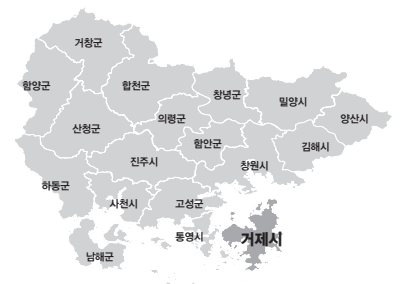 거창군
함양군
합천군
창녕군
밀양시
양산시
의령군
산청군
함안군
김해시
진주시
창원시
하동군
사천시
고성군
통영시
거제시
남해군